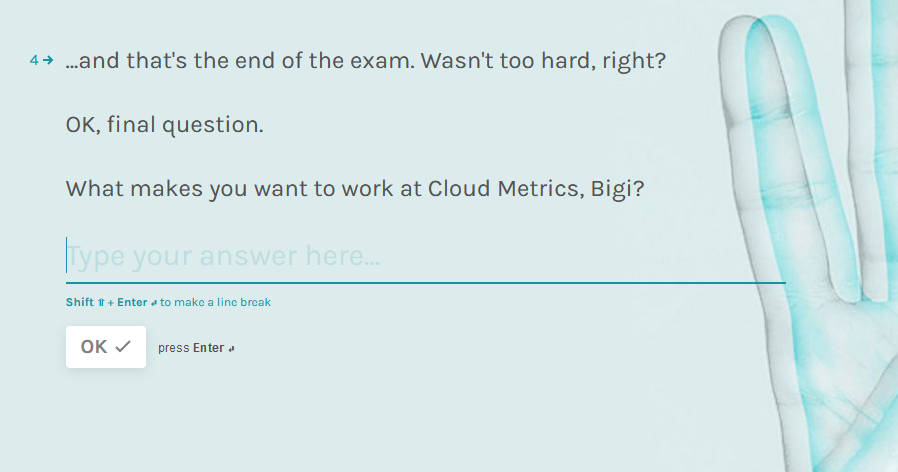 4 → ...and that's the end of the exam. Wasn't too hard, right?
OK, final question.
What makes you want to work at Cloud Metrics, Bigi?
Type your answer here...
Shift ⇧ + Enter ↵ to make a line break
OK ✓ press Enter ↵